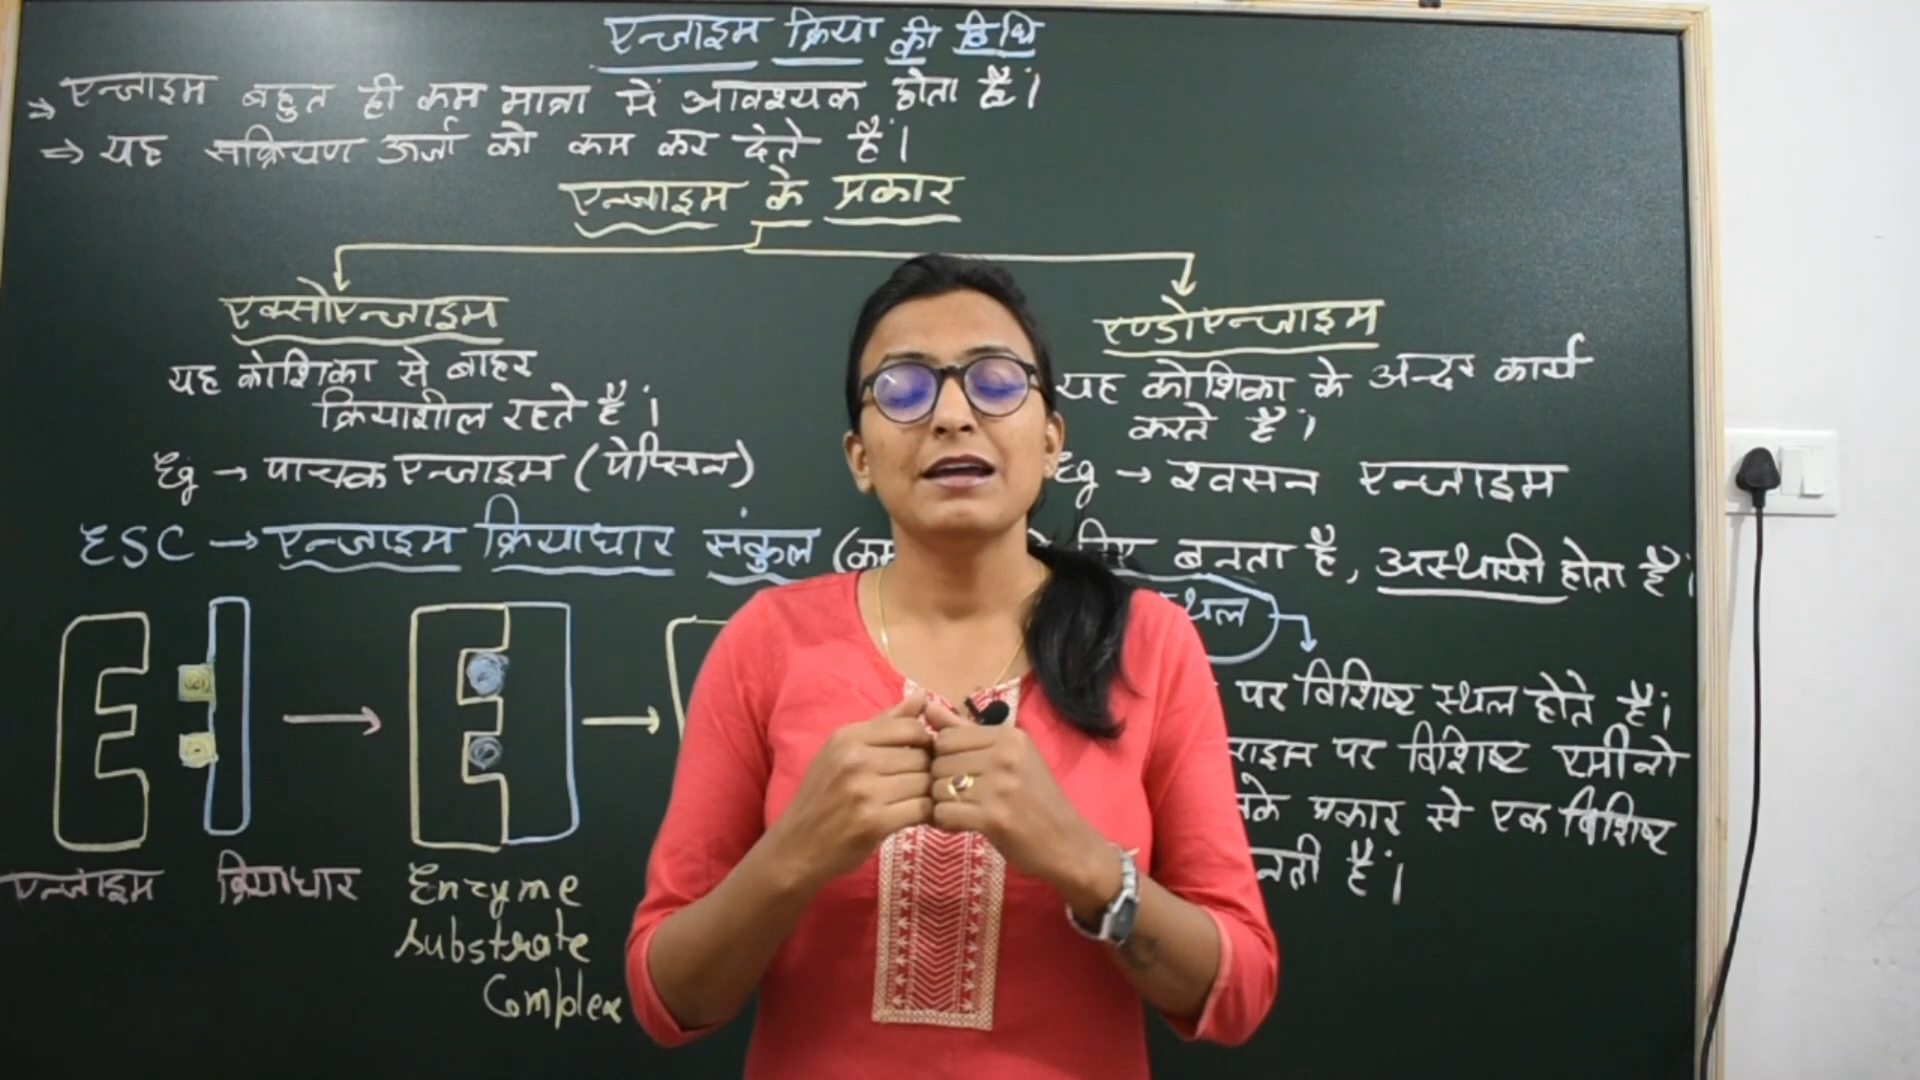 एन्जाइम क्रिया की विधि
⇒ एन्जाइम बहुत ही कम मात्रा में आवश्यक होता है।
⇒ यह सक्रियण ऊर्जा को कम कर देते हैं।
एन्जाइम के प्रकार
एक्सोएन्जाइम
यह कोशिका से बाहर
क्रियाशील रहते हैं।
Eg → पाचक एन्जाइम (पेप्सिन)
एण्डोएन्जाइम
यह कोशिका के अन्दर कार्य
करते हैं।
Eg → श्वसन एन्जाइम
ESC → एन्जाइम क्रियाधार संकुल (कम बनता है, अस्थायी होता है।
स्थल
पर विशिष्ट स्थल होते हैं।
पर विशिष्ट एमीनो
प्रकार से एक विशिष्ट
है।
एन्जाइम क्रियाधार
Enzyme
Substrate
Complex